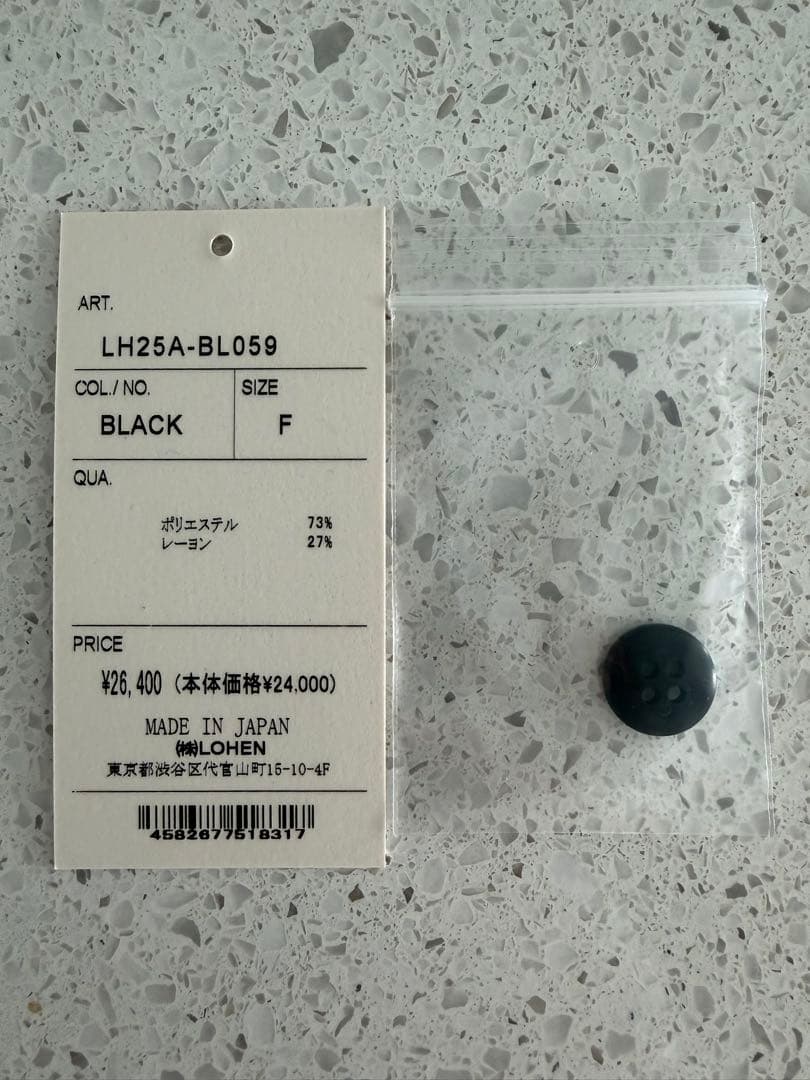 ART.
LH25A-BL059
COL./NO. SIZE
BLACK F
QUA.
ポリエステル 73%
レーヨン 27%
PRICE
¥26,400 (本体価格¥24,000)
MADE IN JAPAN
㈱LOHEN
東京都渋谷区代官山町15-10-4F
4582677518317